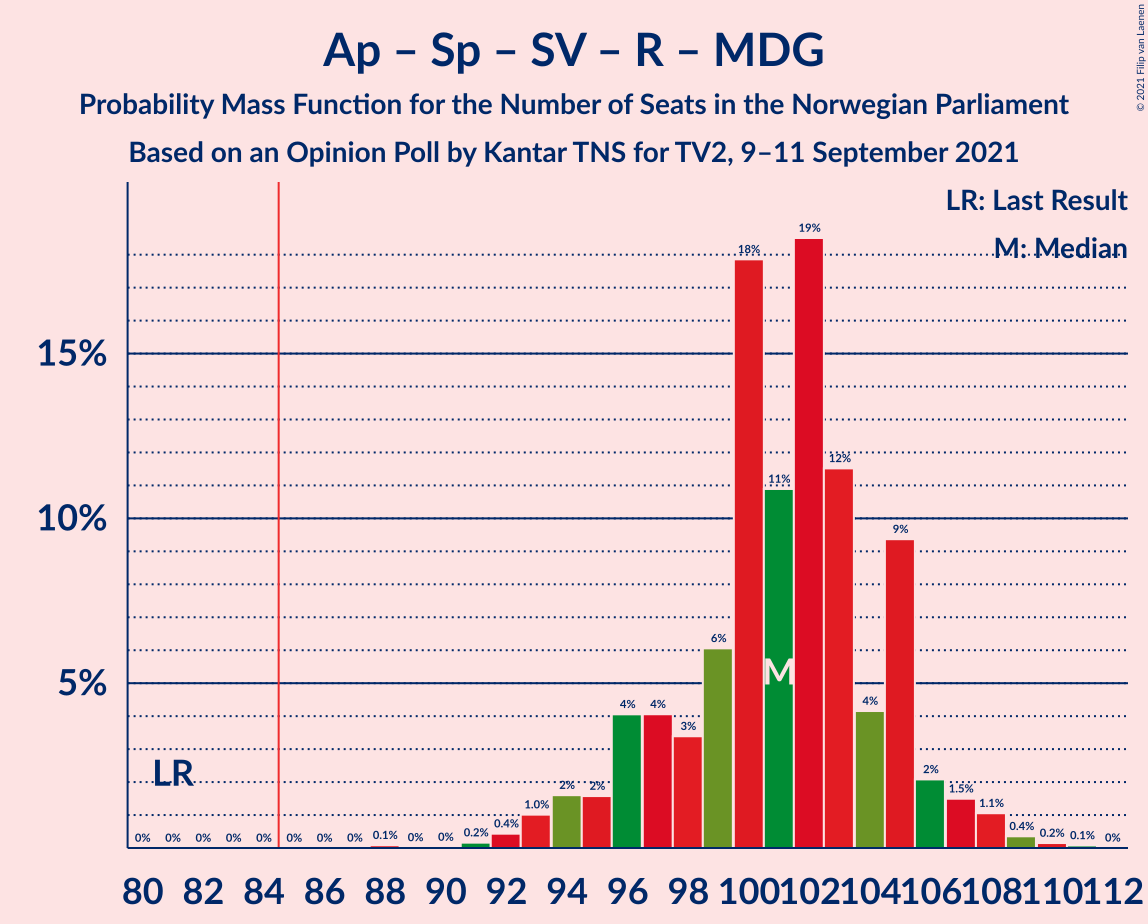 Ap – Sp – SV – R – MDG
Probability Mass Function for the Number of Seats in the Norwegian Parliament
Based on an Opinion Poll by Kantar TNS for TV2, 9–11 September 2021
© 2021 Filip van Laenen
LR: Last Result
M: Median
15%
10%
5%
LR
M
0% 0% 0% 0% 0% 0% 0% 0% 0.1% 0% 0% 0.2% 0.4% 1.0% 2% 2% 4% 4% 3% 6% 18% 11% 19% 12% 4% 9% 2% 1.5% 1.1% 0.4% 0.2% 0.1% 0%
80 82 84 86 88 90 92 94 96 98 100 102 104 106 108 110 112